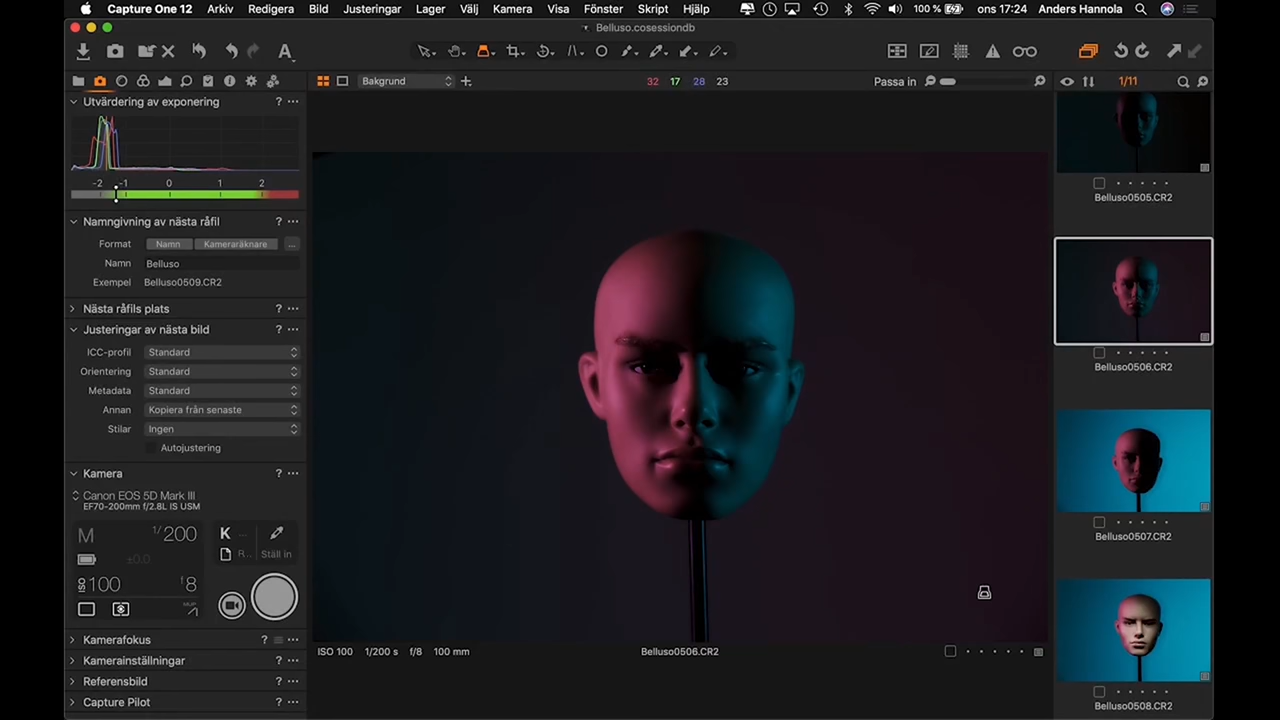 Capture One 12 Arkiv Redigera Bild Justeringar Lager Välj Kamera Visa Fönster Skript Hjälp 100 % ons 17:24 Anders Hannola
Belluso.cosessiondb
A
Bakgrund 32 17 28 23 Passa in 1/11
Utvärdering av exponering ? ...
-2 -1 0 1 2
Namngivning av nästa råfil ? ...
Format Namn Kameraräknare ...
Namn Belluso
Exempel Belluso0509.CR2
Nästa råfils plats ? ...
Justeringar av nästa bild ? ...
ICC-profil Standard
Orientering Standard
Metadata Standard
Annan Kopiera från senaste
Stilar Ingen
Autojustering
Kamera ? ...
Canon EOS 5D Mark III
EF70-200mm f/2.8L IS USM
M 1/200 K --
±0.0 R... Ställ in
ISO 100 f8
MUP
Kamerafokus ? ...
Kamerainställningar ? ...
Referensbild ? ...
Capture Pilot ? ...
ISO 100 1/200 s f/8 100 mm Belluso0506.CR2
Belluso0505.CR2
Belluso0506.CR2
Belluso0507.CR2
Belluso0508.CR2